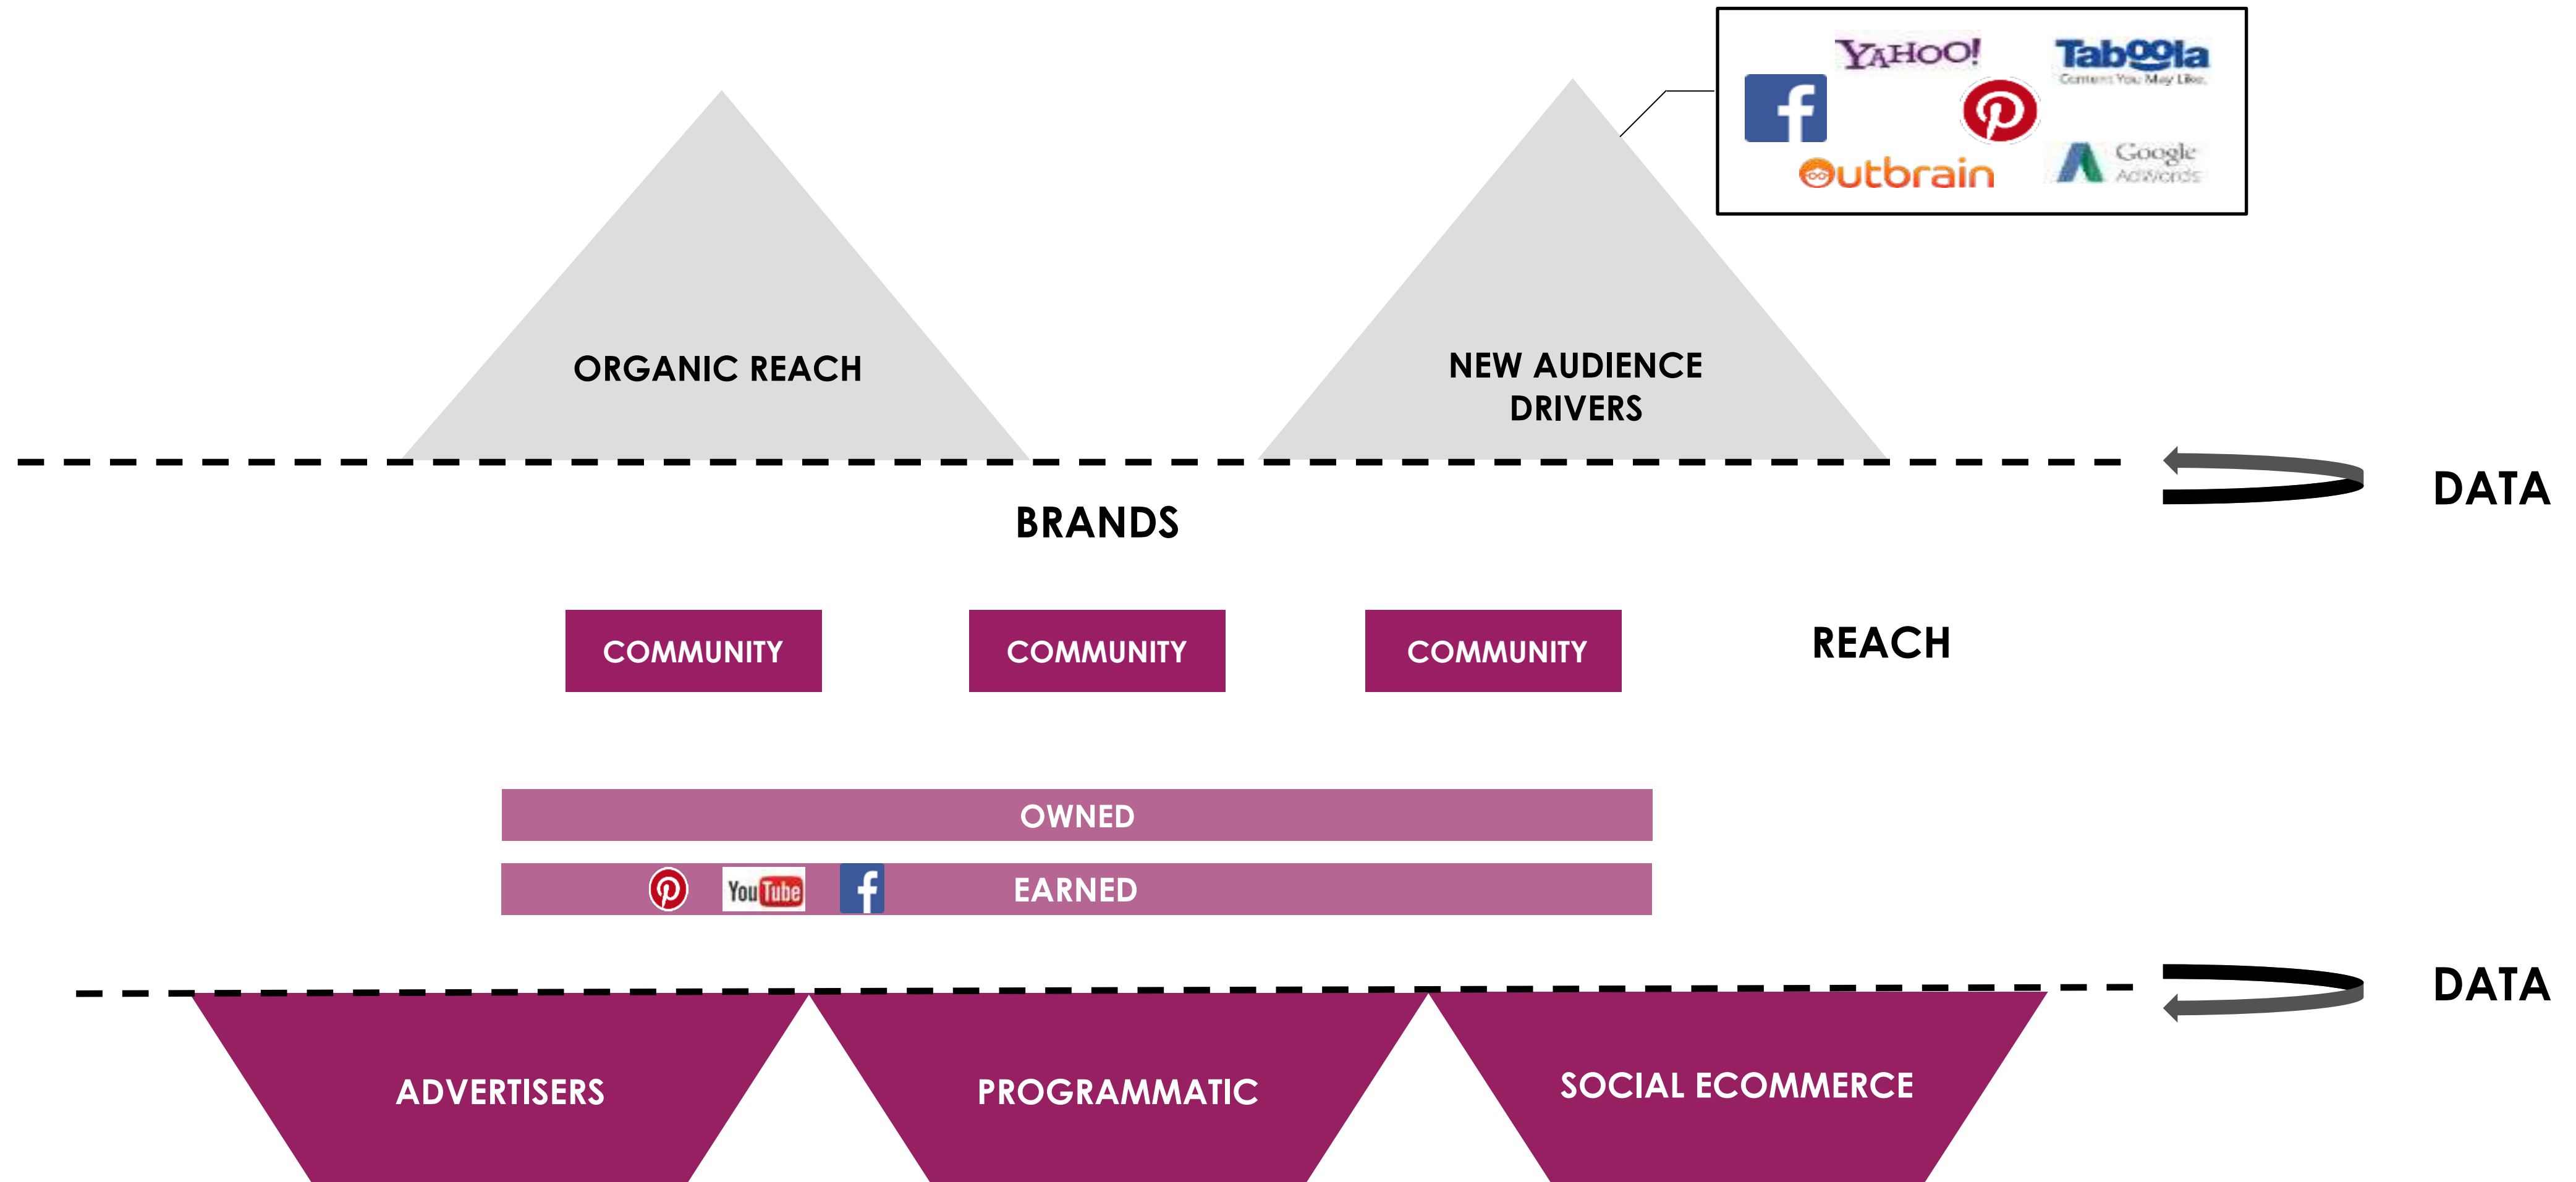 YAHOO!
Taboola
Content You May Like.
f
Outbrain
Google
AdWords
ORGANIC REACH
NEW AUDIENCE
DRIVERS
DATA
BRANDS
COMMUNITY
COMMUNITY
COMMUNITY
REACH
OWNED
YouTube
f
EARNED
DATA
ADVERTISERS
PROGRAMMATIC
SOCIAL ECOMMERCE